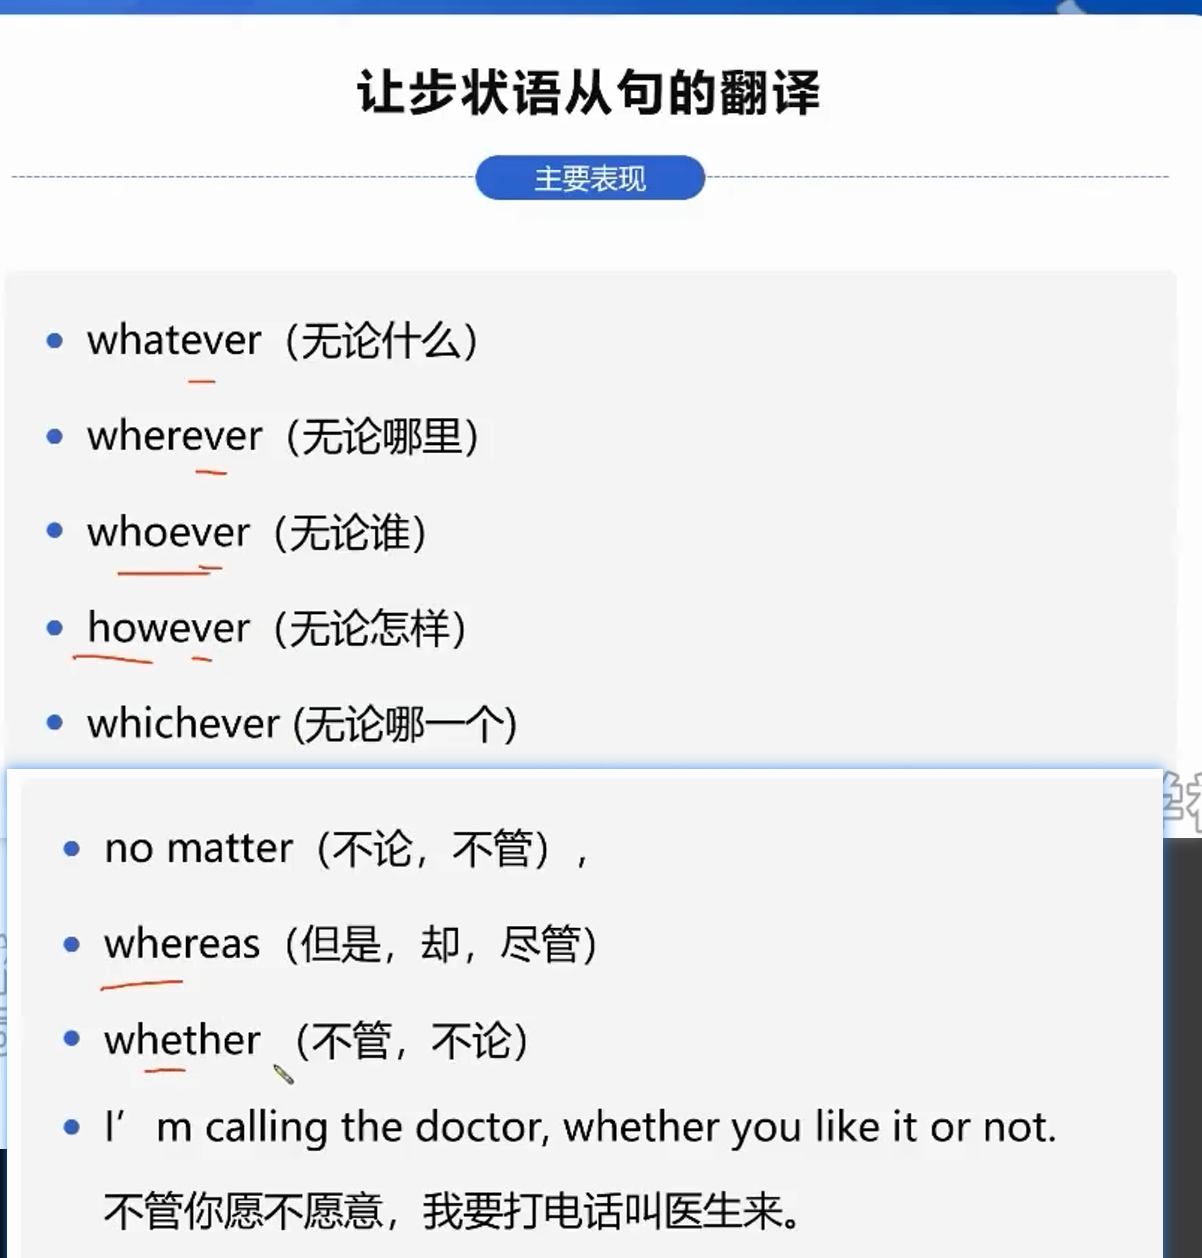 让步状语从句的翻译
主要表现
whatever（无论什么）
wherever（无论哪里）
whoever（无论谁）
however（无论怎样）
whichever (无论哪一个)
no matter（不论，不管），
whereas（但是，却，尽管）
whether （不管，不论）
I’ m calling the doctor, whether you like it or not.
不管你愿不愿意，我要打电话叫医生来。